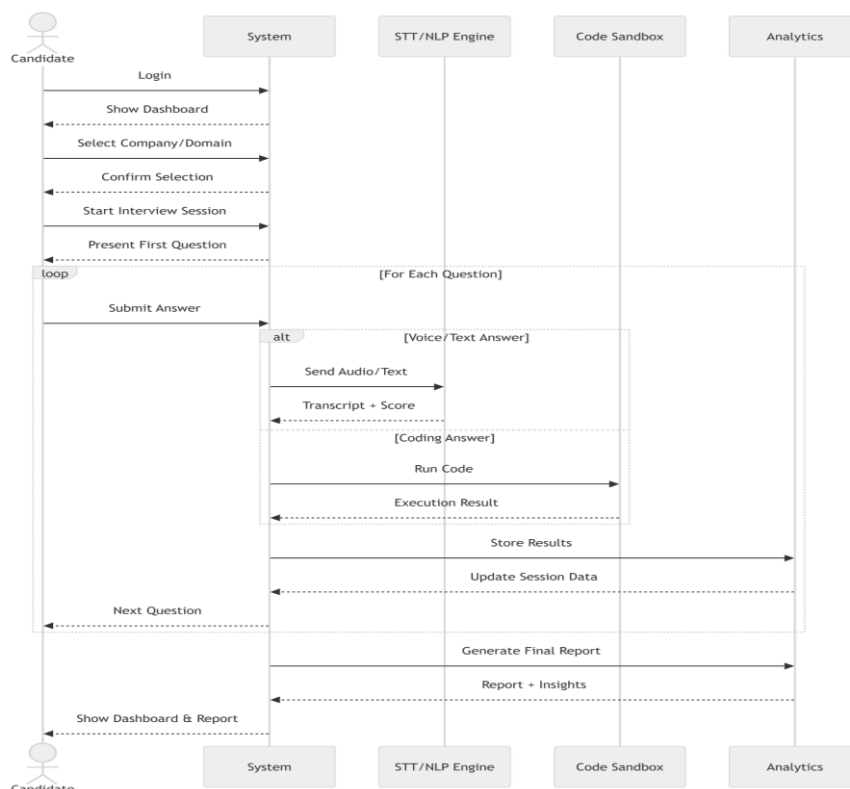 System
STT/NLP Engine
Code Sandbox
Analytics
Candidate
Login
Show Dashboard
Select Company/Domain
Confirm Selection
Start Interview Session
Present First Question
loop
[For Each Question]
Submit Answer
alt
[Voice/Text Answer]
Send Audio/Text
Transcript + Score
[Coding Answer]
Run Code
Execution Result
Store Results
Update Session Data
Next Question
Generate Final Report
Report + Insights
Show Dashboard & Report
System
STT/NLP Engine
Code Sandbox
Analytics
Candidate